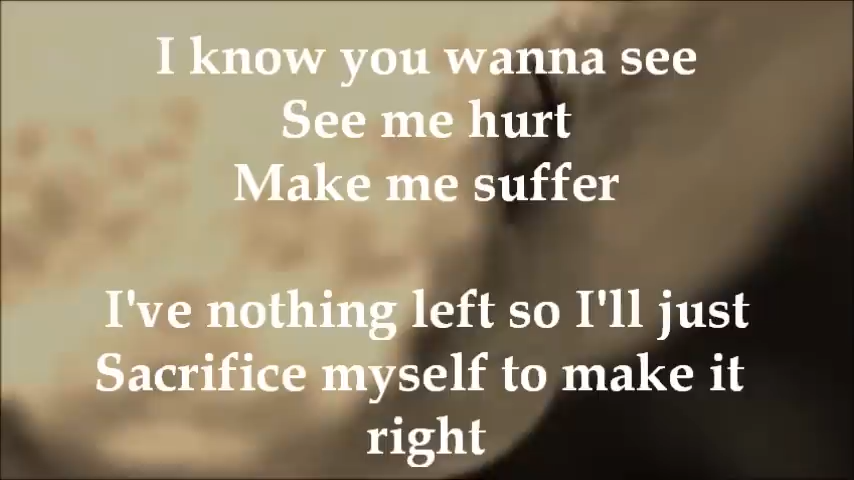 I know you wanna see
See me hurt
Make me suffer
I've nothing left so I'll just
Sacrifice myself to make it
right